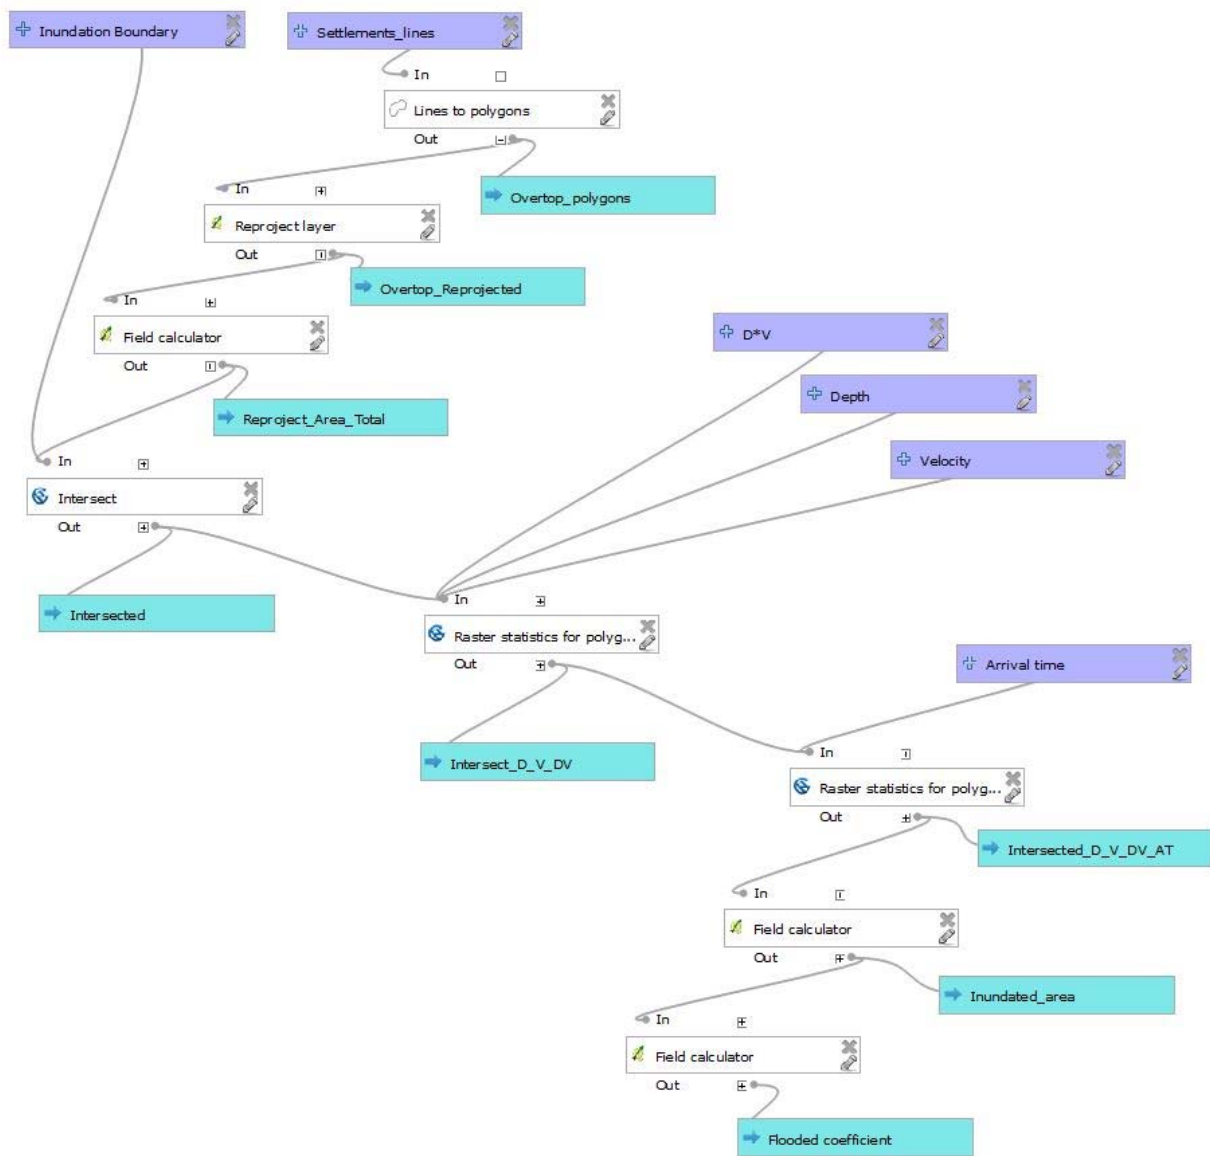 Inundation Boundary
Settlements_lines
In
Lines to polygons
Out
Overtop_polygons
In
Reproject layer
Out
Overtop_Reprojected
In
Field calculator
Out
Reproject_Area_Total
D*V
Depth
Velocity
In
Intersect
Out
Intersected
In
Raster statistics for polyg...
Out
Intersect_D_V_DV
Arrival time
In
Raster statistics for polyg...
Out
Intersected_D_V_DV_AT
In
Field calculator
Out
Inundated_area
In
Field calculator
Out
Flooded coefficient